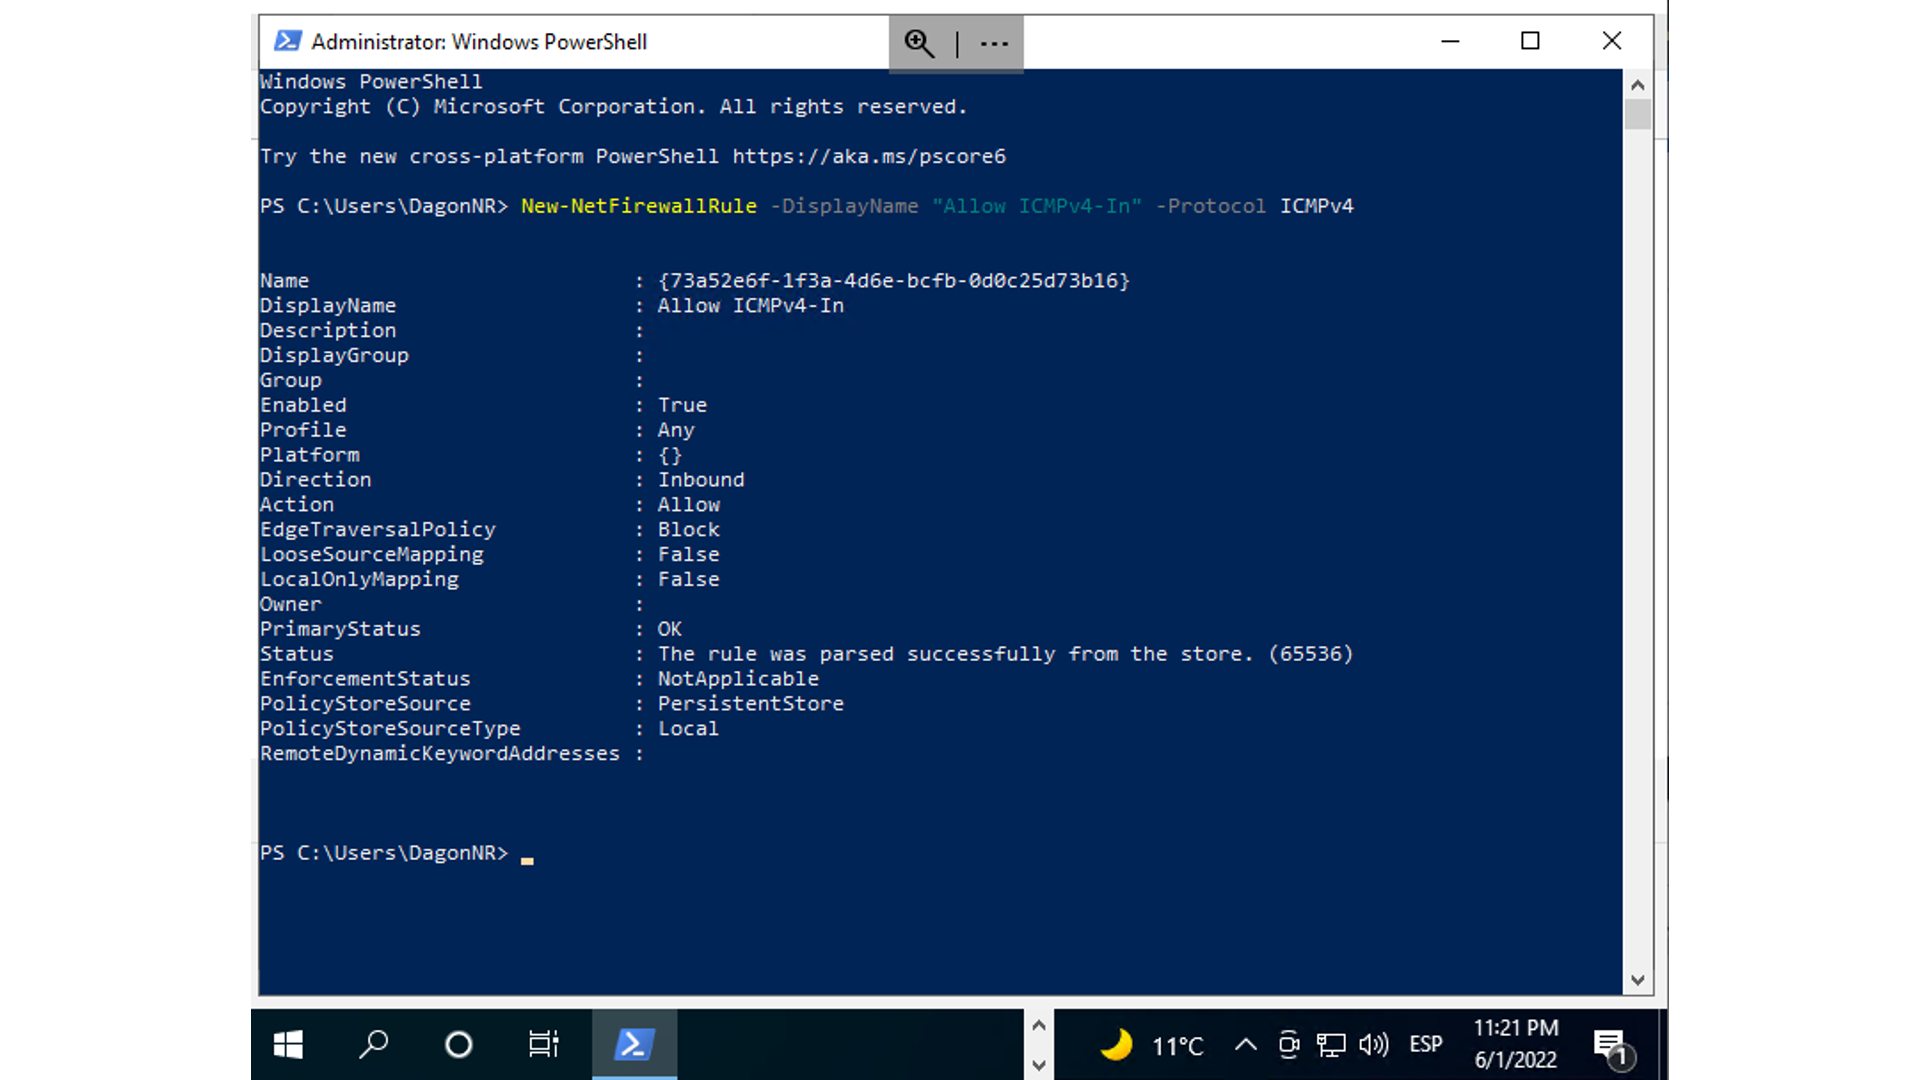 Administrator: Windows PowerShell
Windows PowerShell
Copyright (C) Microsoft Corporation. All rights reserved.
Try the new cross-platform PowerShell https://aka.ms/pscore6
PS C:\Users\DagonNR> New-NetFirewallRule -DisplayName "Allow ICMPv4-In" -Protocol ICMPv4
Name : {73a52e6f-1f3a-4d6e-bcfb-0d0c25d73b16}
DisplayName : Allow ICMPv4-In
Description :
DisplayGroup :
Group :
Enabled : True
Profile : Any
Platform : {}
Direction : Inbound
Action : Allow
EdgeTraversalPolicy : Block
LooseSourceMapping : False
LocalOnlyMapping : False
Owner :
PrimaryStatus : OK
Status : The rule was parsed successfully from the store. (65536)
EnforcementStatus : NotApplicable
PolicyStoreSource : PersistentStore
PolicyStoreSourceType : Local
RemoteDynamicKeywordAddresses :
PS C:\Users\DagonNR>
11°C
ESP
11:21 PM
6/1/2022
1